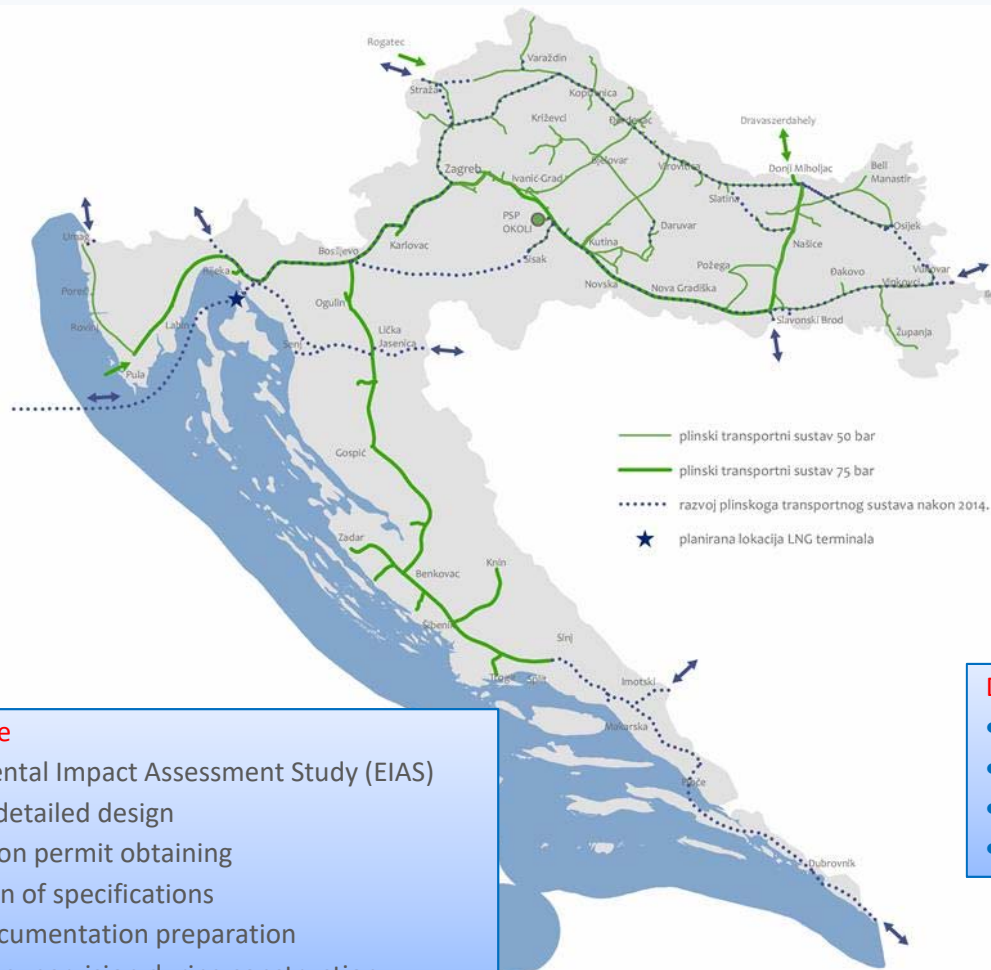 Rogatec
Varaždin
Straža
Koprivnica
Križevci
Đurđevac
Dravaszerdahely
Bjelovar
Virovitica
Donji Miholjac
Beli
Manastir
Zagreb
Ivanić-Grad
Slatina
PSP
OKOLI
Daruvar
Osijek
Našice
Umag
Karlovac
Kutina
Bosiljevo
Sisak
Požega
Đakovo
Vukovar
Vinkovci
Rijeka
Novska
Nova Gradiška
Poreč
Ogulin
Slavonski Brod
Rovinj
Labin
Lička
Jasenica
Županja
Senj
Pula
plinski transportni sustav 50 bar
plinski transportni sustav 75 bar
Gospić
razvoj plinskoga transportnog sustava nakon 2014.
planirana lokacija LNG terminala
Zadar
Benkovac
Knin
Šibenik
Sinj
Imotski
Makarska
Ploče
Dubrovnik
ental Impact Assessment Study (EIAS)
detailed design
on permit obtaining
n of specifications
cumentation preparation